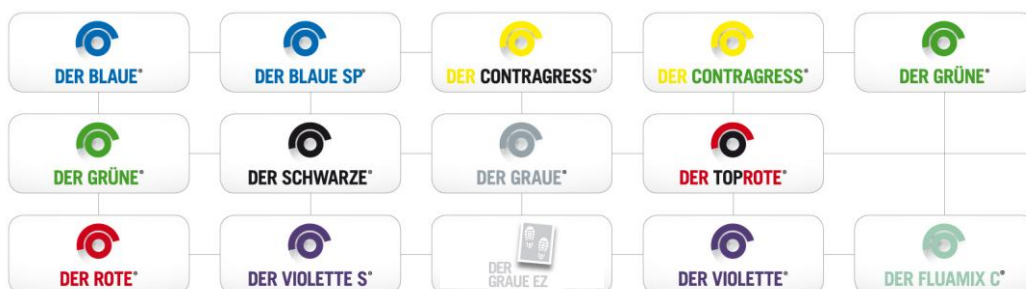 DER BLAUE®
DER BLAUE SP®
DER CONTRAGRESS®
DER CONTRAGRESS®
DER GRÜNE®
DER GRÜNE®
DER SCHWARZE®
DER GRAUE®
DER TOPROTE®
DER ROTE®
DER VIOLETTE S®
DER
GRAUE EZ
DER VIOLETTE®
DER FLUAMIX C®